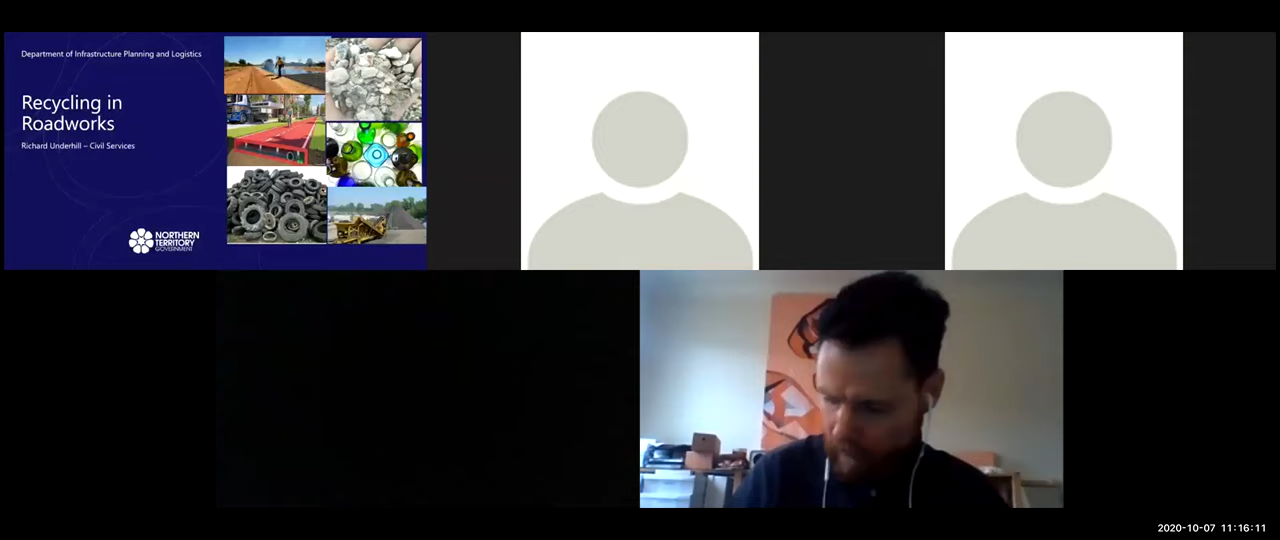 Department of Infrastructure Planning and Logistics
Recycling in
Roadworks
Richard Underhill – Civil Services
NORTHERN
TERRITORY
GOVERNMENT
2020-10-07 11:16:11